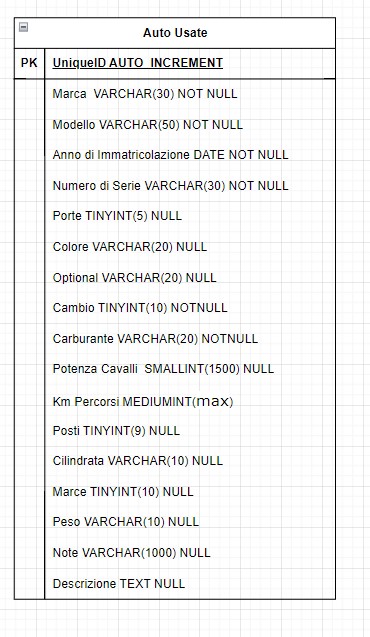 Auto Usate
PK UniqueID AUTO_INCREMENT
Marca VARCHAR(30) NOT NULL
Modello VARCHAR(50) NOT NULL
Anno di Immatricolazione DATE NOT NULL
Numero di Serie VARCHAR(30) NOT NULL
Porte TINYINT(5) NULL
Colore VARCHAR(20) NULL
Optional VARCHAR(20) NULL
Cambio TINYINT(10) NOTNULL
Carburante VARCHAR(20) NOTNULL
Potenza Cavalli SMALLINT(1500) NULL
Km Percorsi MEDIUMINT(max)
Posti TINYINT(9) NULL
Cilindrata VARCHAR(10) NULL
Marce TINYINT(10) NULL
Peso VARCHAR(10) NULL
Note VARCHAR(1000) NULL
Descrizione TEXT NULL